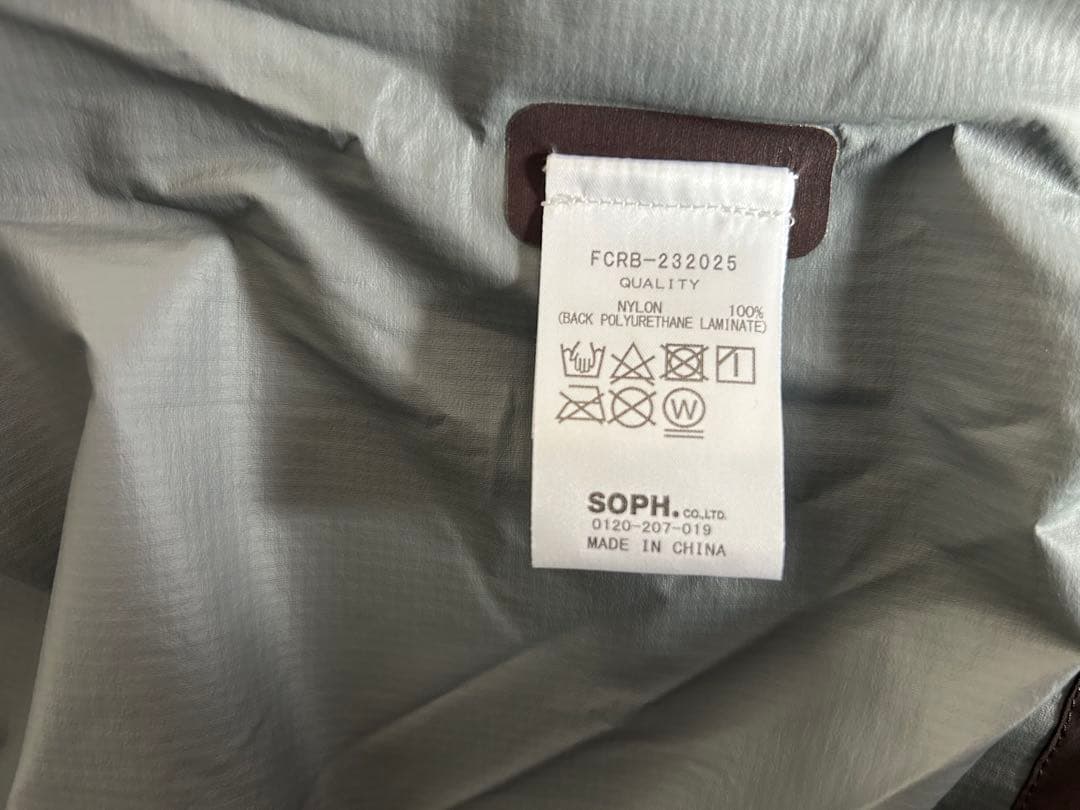 FCRB-232025
QUALITY
NYLON 100%
(BACK POLYURETHANE LAMINATE)
W
SOPH. CO.,LTD.
0120-207-019
MADE IN CHINA